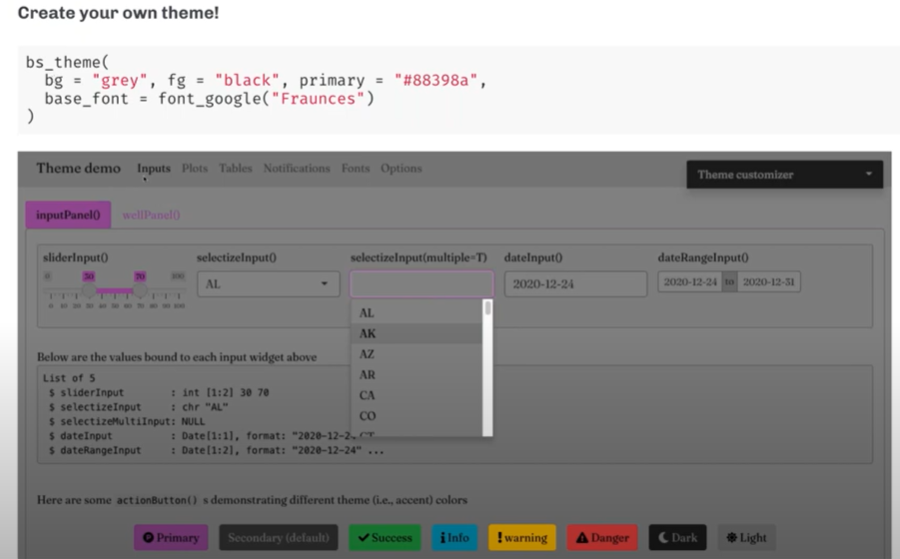 Create your own theme!
bs_theme(
bg = "grey", fg = "black", primary = "#88398a",
base_font = font_google("Fraunces")
)
Theme demo Inputs Plots Tables Notifications Fonts Options Theme customizer
inputPanel() wellPanel()
sliderInput() selectizeInput() selectizeInput(multiple=T) dateInput() dateRangeInput()
0 30 70 100
AL 2020-12-24 2020-12-24 to 2020-12-31
0 10 20 30 40 50 60 70 80 90 100
AL
AK
AZ
AR
CA
CO
CT
Below are the values bound to each input widget above
List of 5
$ sliderInput : int [1:2] 30 70
$ selectizeInput : chr "AL"
$ selectizeMultiInput: NULL
$ dateInput : Date[1:1], format: "2020-12-2
$ dateRangeInput : Date[1:2], format: "2020-12-24" ...
Here are some actionButton() s demonstrating different theme (i.e., accent) colors
Primary Secondary (default) Success Info warning Danger Dark Light